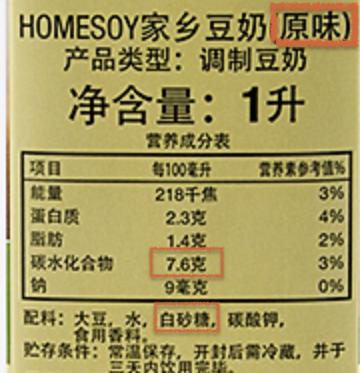 HOMESOY家乡豆奶(原味)
产品类型：调制豆奶
净含量：1升
营养成分表
项目 每100毫升 营养素参考值%
能量 218千焦 3%
蛋白质 2.3克 4%
脂肪 1.4克 2%
碳水化合物 7.6克 3%
钠 9毫克 0%
配料：大豆，水，白砂糖，碳酸钾，
食用香料。
贮存条件：常温保存，开封后需冷藏，并于
三天内饮用完毕。